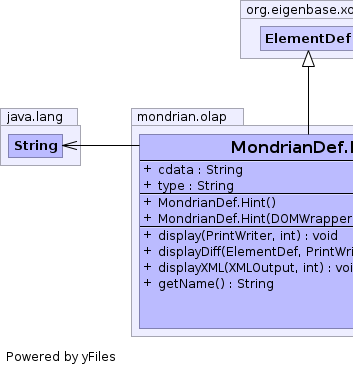 org.eigenbase.xo
ElementDef
java.lang
String
mondrian.olap
MondrianDef.
+ cdata : String
+ type : String
+ MondrianDef.Hint()
+ MondrianDef.Hint(DOMWrapper
+ display(PrintWriter, int) : void
+ displayDiff(ElementDef, PrintWri
+ displayXML(XMLOutput, int) : voi
+ getName() : String
Powered by yFiles